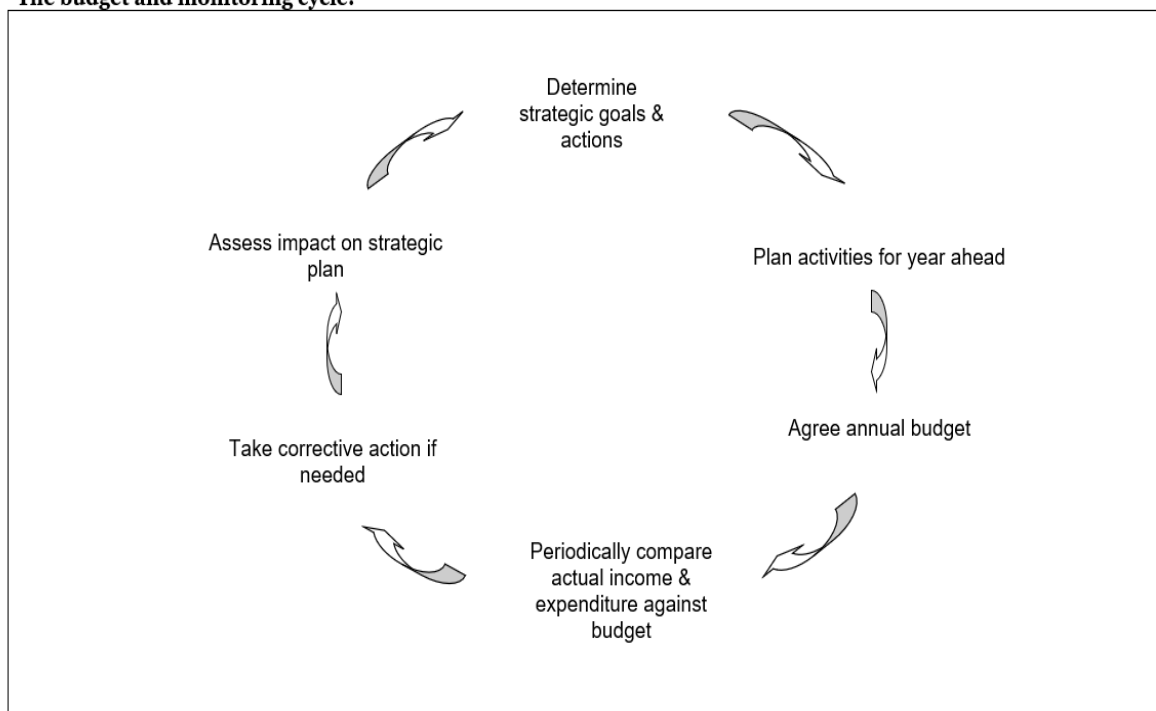 The budget and monitoring cycle:
Determine
strategic goals &
actions
Plan activities for year ahead
Agree annual budget
Periodically compare
actual income &
expenditure against
budget
Take corrective action if
needed
Assess impact on strategic
plan